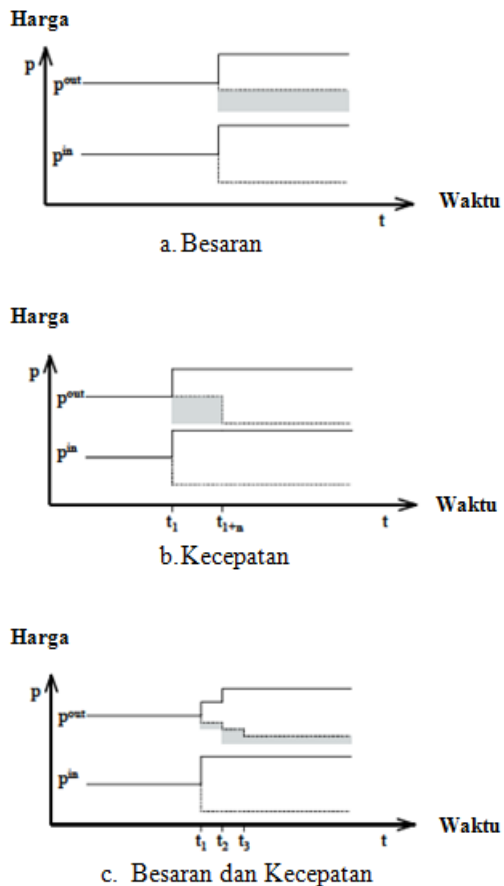 Harga
p
p^out
p^in
t
Waktu
a. Besaran
Harga
p
p^out
p^in
t₁
t₁₊ₙ
t
Waktu
b. Kecepatan
Harga
p
p^out
p^in
t₁
t₂
t₃
t
Waktu
c. Besaran dan Kecepatan